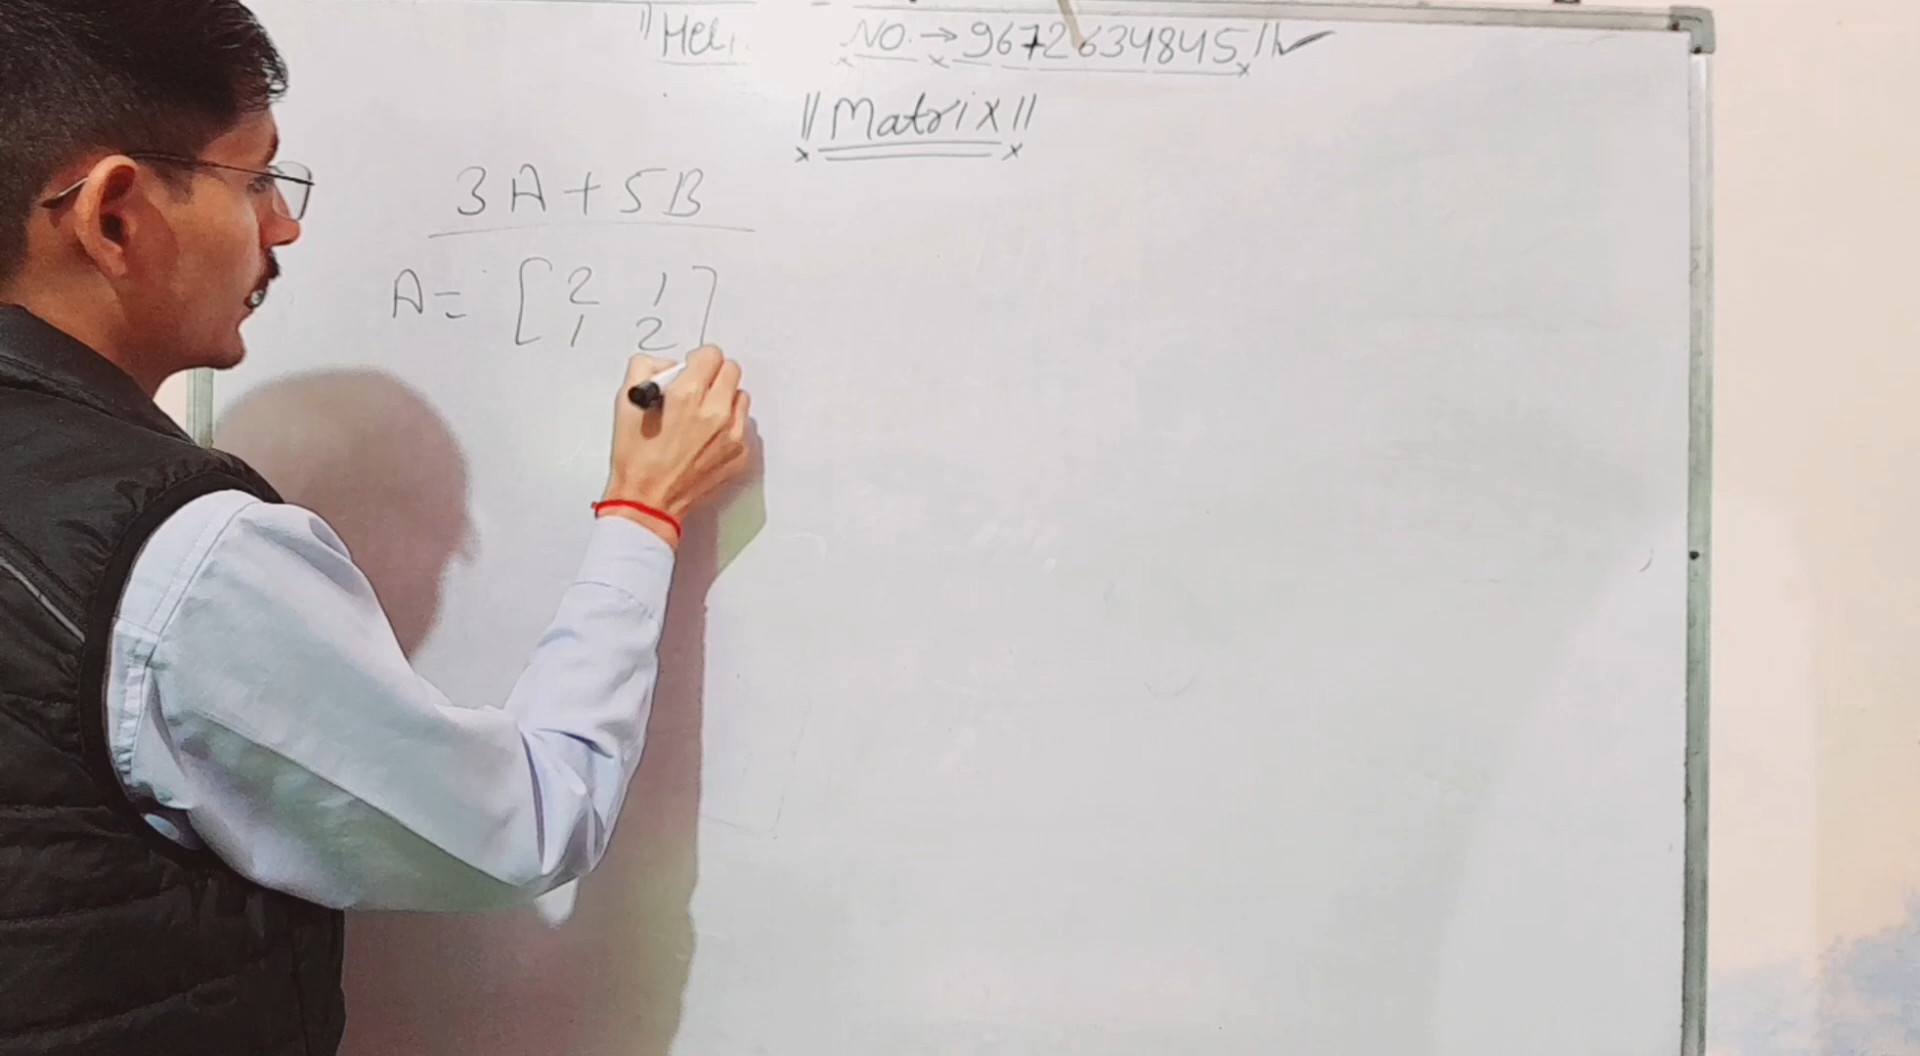 NO. → 9672634845 //
// Matrix //
3A + 5B
A = [ 2 1
1 2 ]